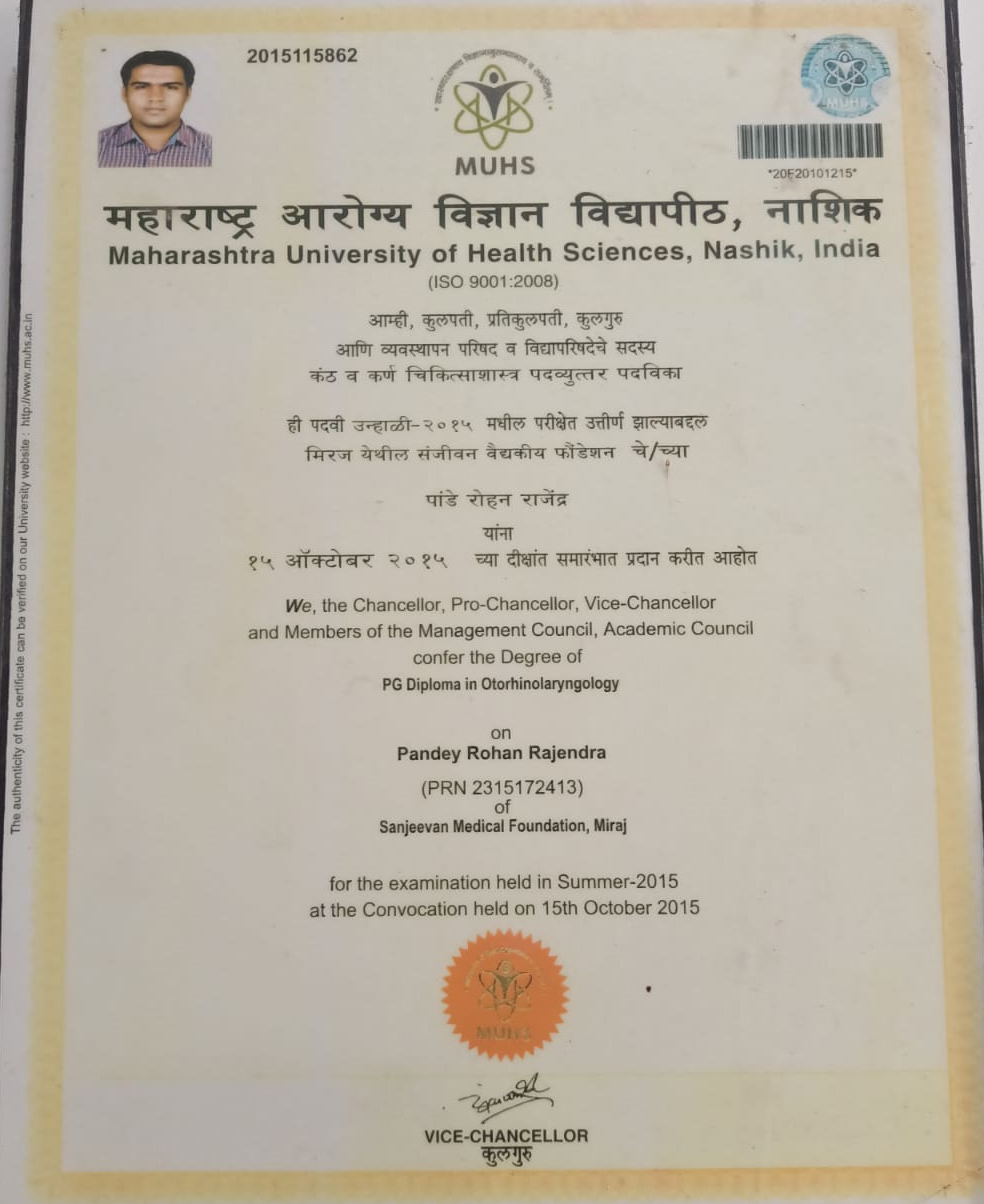 2015115862
MUHS
MUHS
*20F20101215*
महाराष्ट्र आरोग्य विज्ञान विद्यापीठ, नाशिक
Maharashtra University of Health Sciences, Nashik, India
(ISO 9001:2008)
आम्ही, कुलपती, प्रतिकुलपती, कुलगुरु
आणि व्यवस्थापन परिषद व विद्यापरिषदेचे सदस्य
कंठ व कर्ण चिकित्साशास्त्र पदव्युत्तर पदविका
ही पदवी उन्हाळी-२०१५ मधील परीक्षेत उत्तीर्ण झाल्याबद्दल
मिरज येथील संजीवन वैद्यकीय फौंडेशन चे/च्या
पांडे रोहन राजेंद्र
यांना
१५ ऑक्टोबर २०१५ च्या दीक्षांत समारंभात प्रदान करीत आहोत
We, the Chancellor, Pro-Chancellor, Vice-Chancellor
and Members of the Management Council, Academic Council
confer the Degree of
PG Diploma in Otorhinolaryngology
on
Pandey Rohan Rajendra
(PRN 2315172413)
of
Sanjeevan Medical Foundation, Miraj
for the examination held in Summer-2015
at the Convocation held on 15th October 2015
MUHS
VICE-CHANCELLOR
कुलगुरु
The authenticity of this certificate can be verified on our University website : http://www.muhs.ac.in